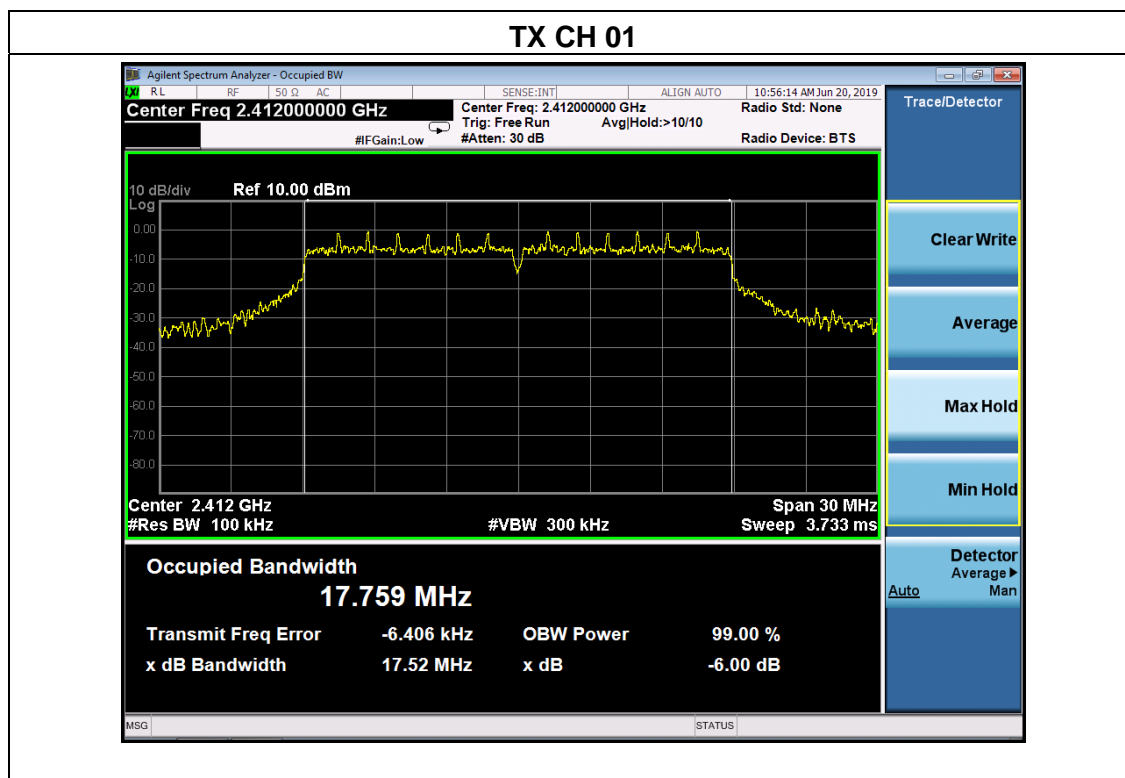 TX CH 01
Agilent Spectrum Analyzer - Occupied BW
LXI RL RF 50 Ω AC SENSE:INT ALIGN AUTO 10:56:14 AM Jun 20, 2019
Center Freq 2.412000000 GHz
Center Freq: 2.412000000 GHz Radio Std: None
Trig: Free Run Avg|Hold:>10/10
#IFGain:Low #Atten: 30 dB Radio Device: BTS
10 dB/div Ref 10.00 dBm
Log
0.00
-10.0
-20.0
-30.0
-40.0
-50.0
-60.0
-70.0
-80.0
Center 2.412 GHz Span 30 MHz
#Res BW 100 kHz #VBW 300 kHz Sweep 3.733 ms
Occupied Bandwidth
17.759 MHz
Transmit Freq Error -6.406 kHz OBW Power 99.00 %
x dB Bandwidth 17.52 MHz x dB -6.00 dB
MSG STATUS
Trace/Detector
Clear Write
Average
Max Hold
Min Hold
Detector
Average
Auto Man